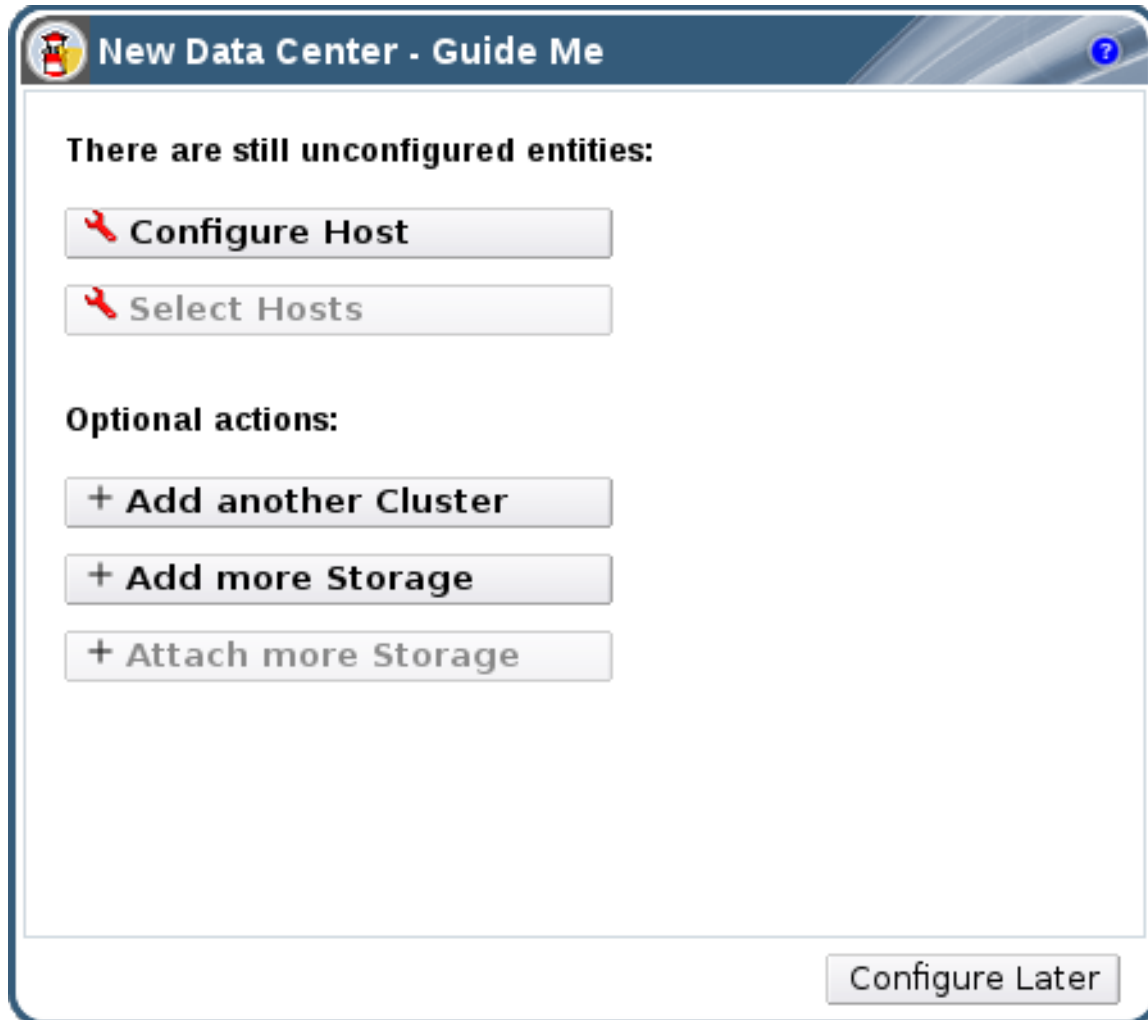 New Data Center - Guide Me
?
There are still unconfigured entities:
Configure Host
Select Hosts
Optional actions:
+ Add another Cluster
+ Add more Storage
+ Attach more Storage
Configure Later